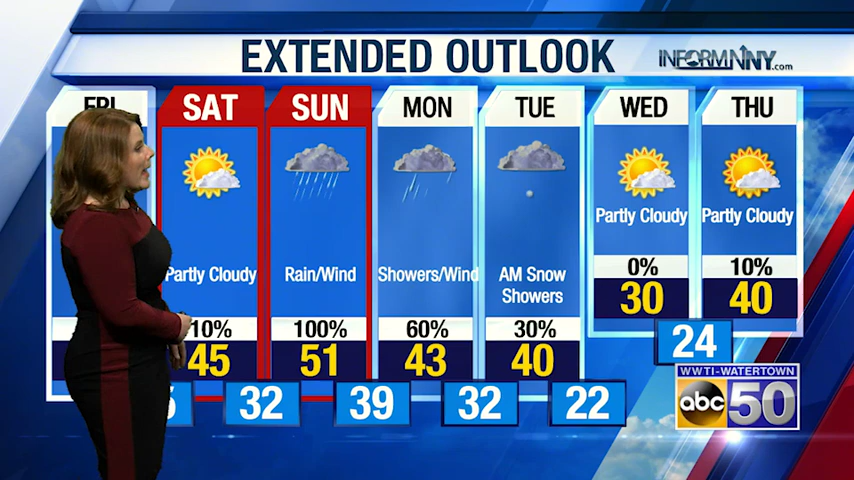 EXTENDED OUTLOOK
INFORMNNY.com
FRI
SAT
SUN
MON
TUE
WED
THU
Partly Cloudy
Rain/Wind
Showers/Wind
AM Snow
Showers
Partly Cloudy
Partly Cloudy
10%
100%
60%
30%
0%
10%
45
51
43
40
30
40
32
39
32
22
24
WWTI-WATERTOWN
abc 50